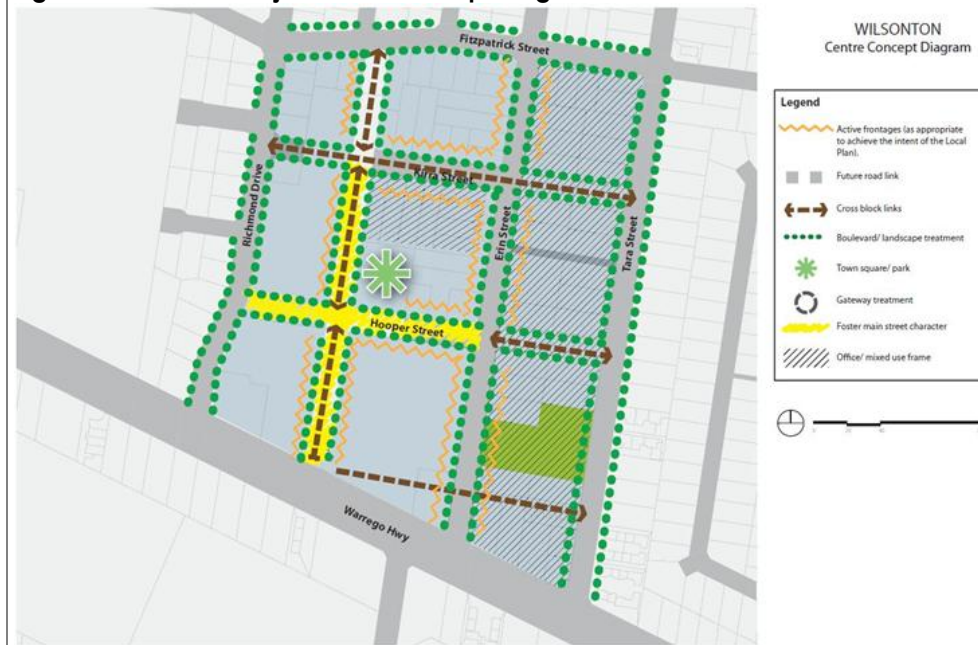 WILSONTON
Centre Concept Diagram
Fitzpatrick Street
Kirra Street
Richmond Drive
Erin Street
Tara Street
Hooper Street
Warrego Hwy
Legend
Active frontages (as appropriate
to achieve the intent of the Local
Plan).
Future road link
Cross block links
Boulevard/ landscape treatment
Town square/ park
Gateway treatment
Foster main street character
Office/ mixed use frame